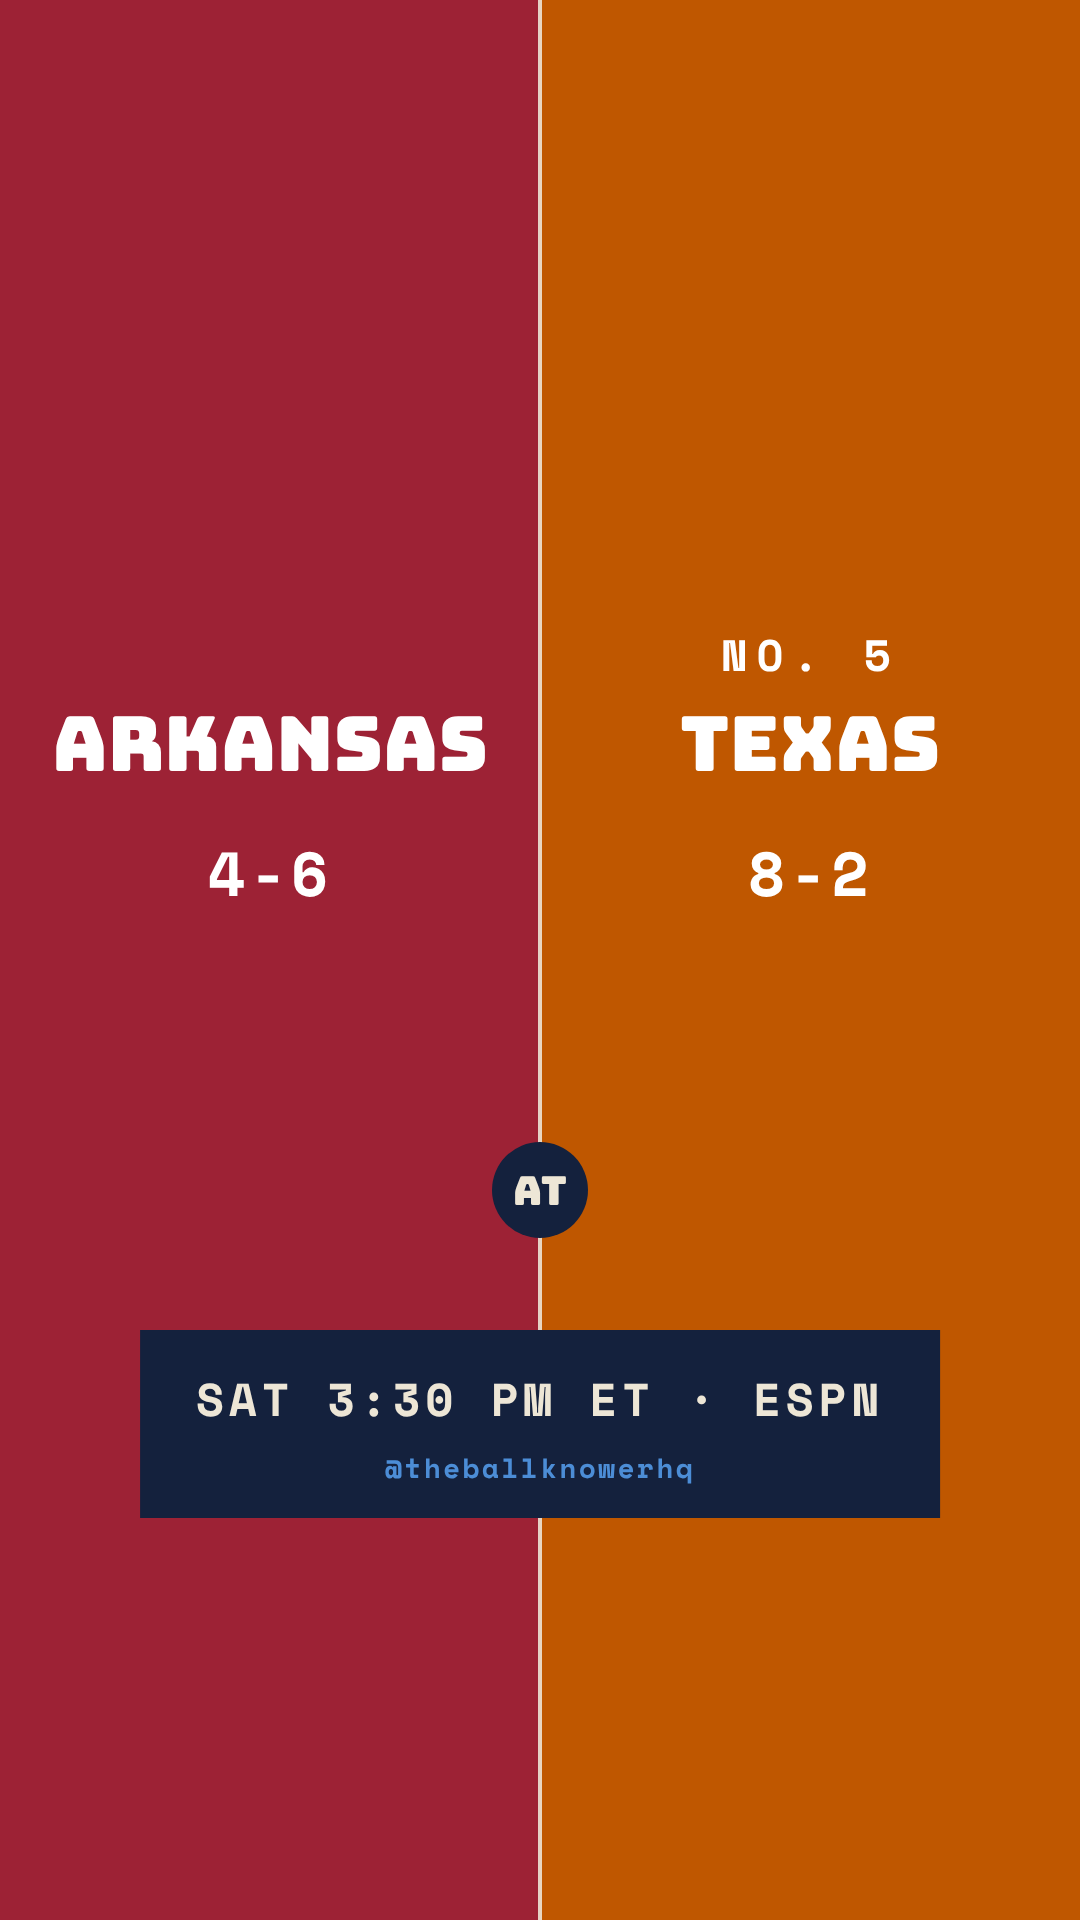 NO. 5
ARKANSAS
TEXAS
4-6
8-2
AT
SAT 3:30 PM ET · ESPN
@theballknowerhq